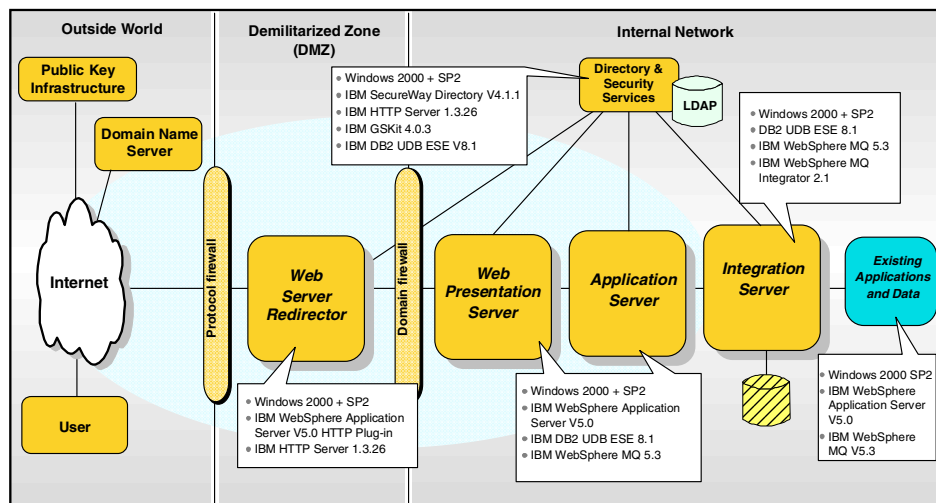 Outside World
Demilitarized Zone
(DMZ)
Internal Network
Public Key
Infrastructure
Domain Name
Server
Internet
User
Protocol firewall
Web
Server
Redirector
Domain firewall
• Windows 2000 + SP2
• IBM SecureWay Directory V4.1.1
• IBM HTTP Server 1.3.26
• IBM GSKit 4.0.3
• IBM DB2 UDB ESE V8.1
Directory &
Security
Services
LDAP
• Windows 2000 + SP2
• DB2 UDB ESE 8.1
• IBM WebSphere MQ 5.3
• IBM WebSphere MQ
Integrator 2.1
Web
Presentation
Server
Application
Server
Integration
Server
Existing
Applications
and Data
• Windows 2000 + SP2
• IBM WebSphere Application
Server V5.0 HTTP Plug-in
• IBM HTTP Server 1.3.26
• Windows 2000 + SP2
• IBM WebSphere Application
Server V5.0
• IBM DB2 UDB ESE 8.1
• IBM WebSphere MQ 5.3
• Windows 2000 SP2
• IBM WebSphere
Application Server
V5.0
• IBM WebSphere
MQ V5.3